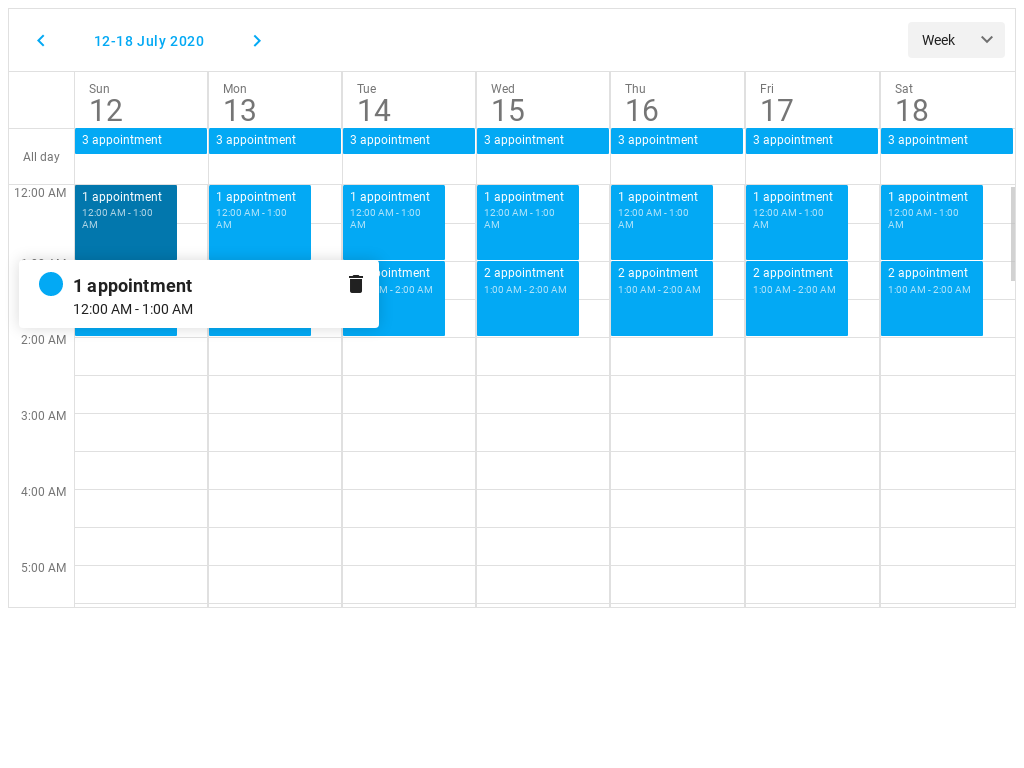 12-18 July 2020
Week
Sun
12
Mon
13
Tue
14
Wed
15
Thu
16
Fri
17
Sat
18
All day
3 appointment
3 appointment
3 appointment
3 appointment
3 appointment
3 appointment
3 appointment
12:00 AM
1 appointment
12:00 AM - 1:00
AM
1 appointment
12:00 AM - 1:00
AM
1 appointment
12:00 AM - 1:00
AM
1 appointment
12:00 AM - 1:00
AM
1 appointment
12:00 AM - 1:00
AM
1 appointment
12:00 AM - 1:00
AM
1 appointment
12:00 AM - 1:00
AM
1 appointment
12:00 AM - 1:00 AM
M - 2:00 AM
2 appointment
1:00 AM - 2:00 AM
2 appointment
1:00 AM - 2:00 AM
2 appointment
1:00 AM - 2:00 AM
2 appointment
1:00 AM - 2:00 AM
2:00 AM
3:00 AM
4:00 AM
5:00 AM